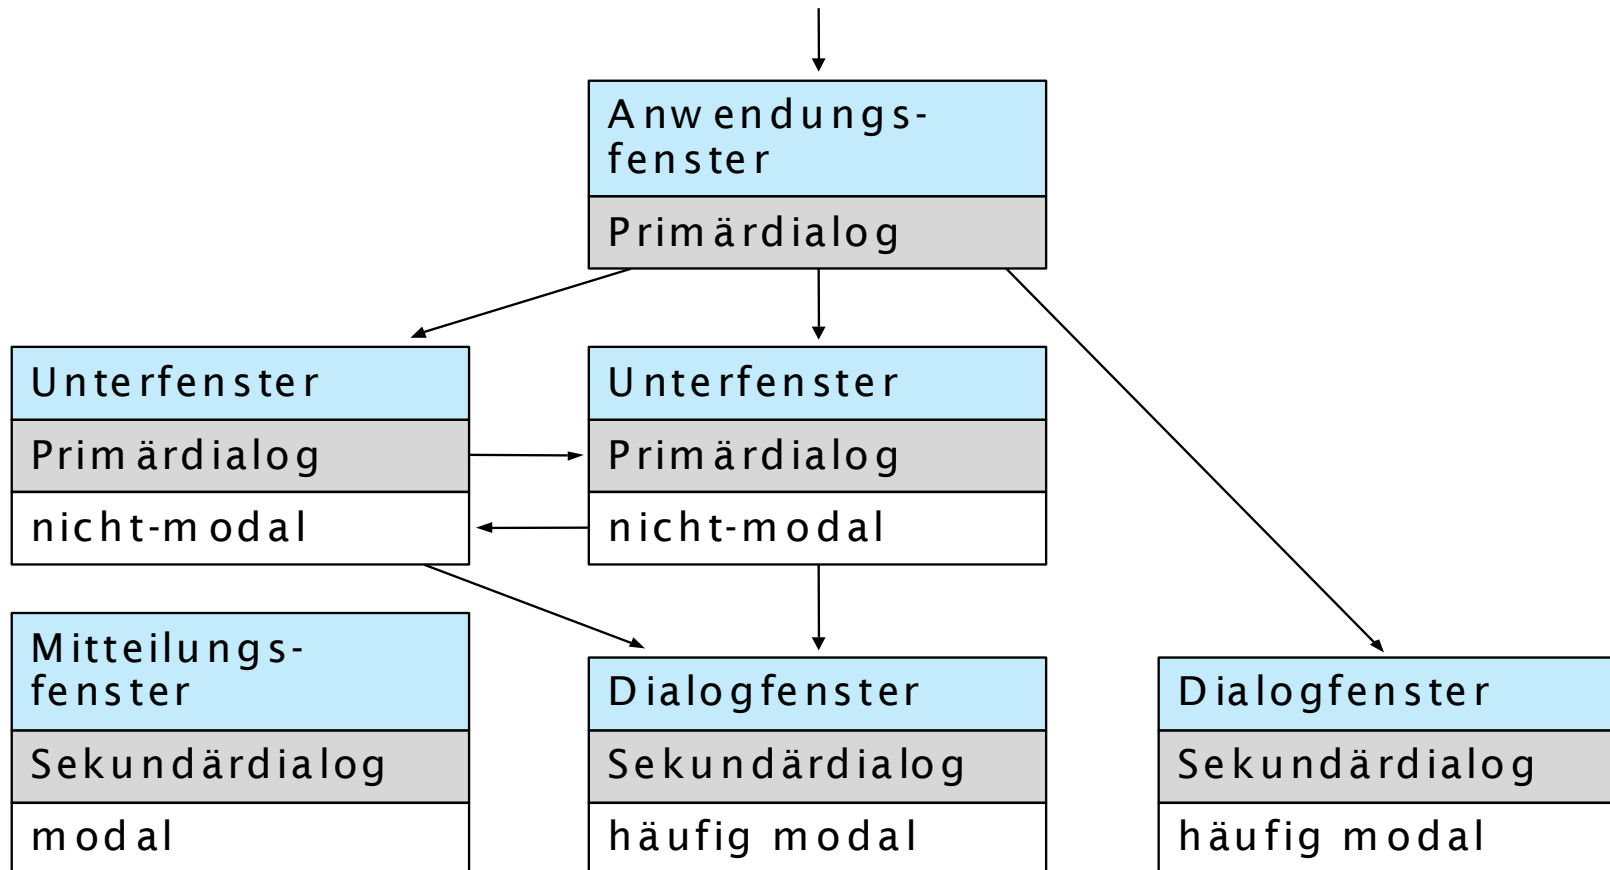 Anwendungs-
fenster
Primärdialog
Unterfenster
Primärdialog
nicht-modal
Unterfenster
Primärdialog
nicht-modal
Mitteilungs-
fenster
Sekundärdialog
modal
Dialogfenster
Sekundärdialog
häufig modal
Dialogfenster
Sekundärdialog
häufig modal